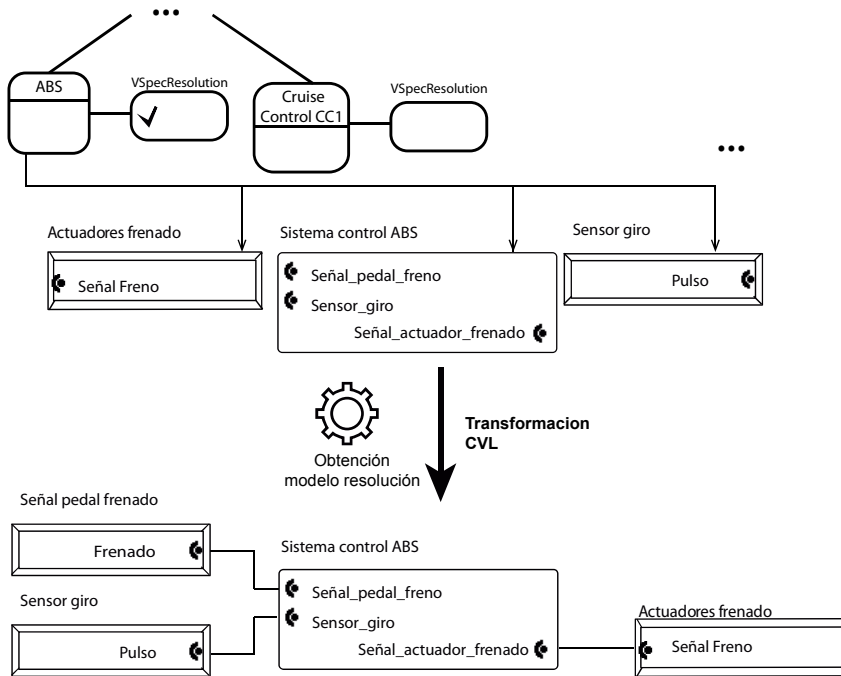 ...
ABS
VSpecResolution
Cruise
Control CC1
VSpecResolution
...
Actuadores frenado
Sistema control ABS
Sensor giro
Señal Freno
Señal_pedal_freno
Sensor_giro
Señal_actuador_frenado
Pulso
Obtención
modelo resolución
Transformacion
CVL
Señal pedal frenado
Frenado
Sistema control ABS
Señal_pedal_freno
Sensor giro
Sensor_giro
Actuadores frenado
Pulso
Señal_actuador_frenado
Señal Freno